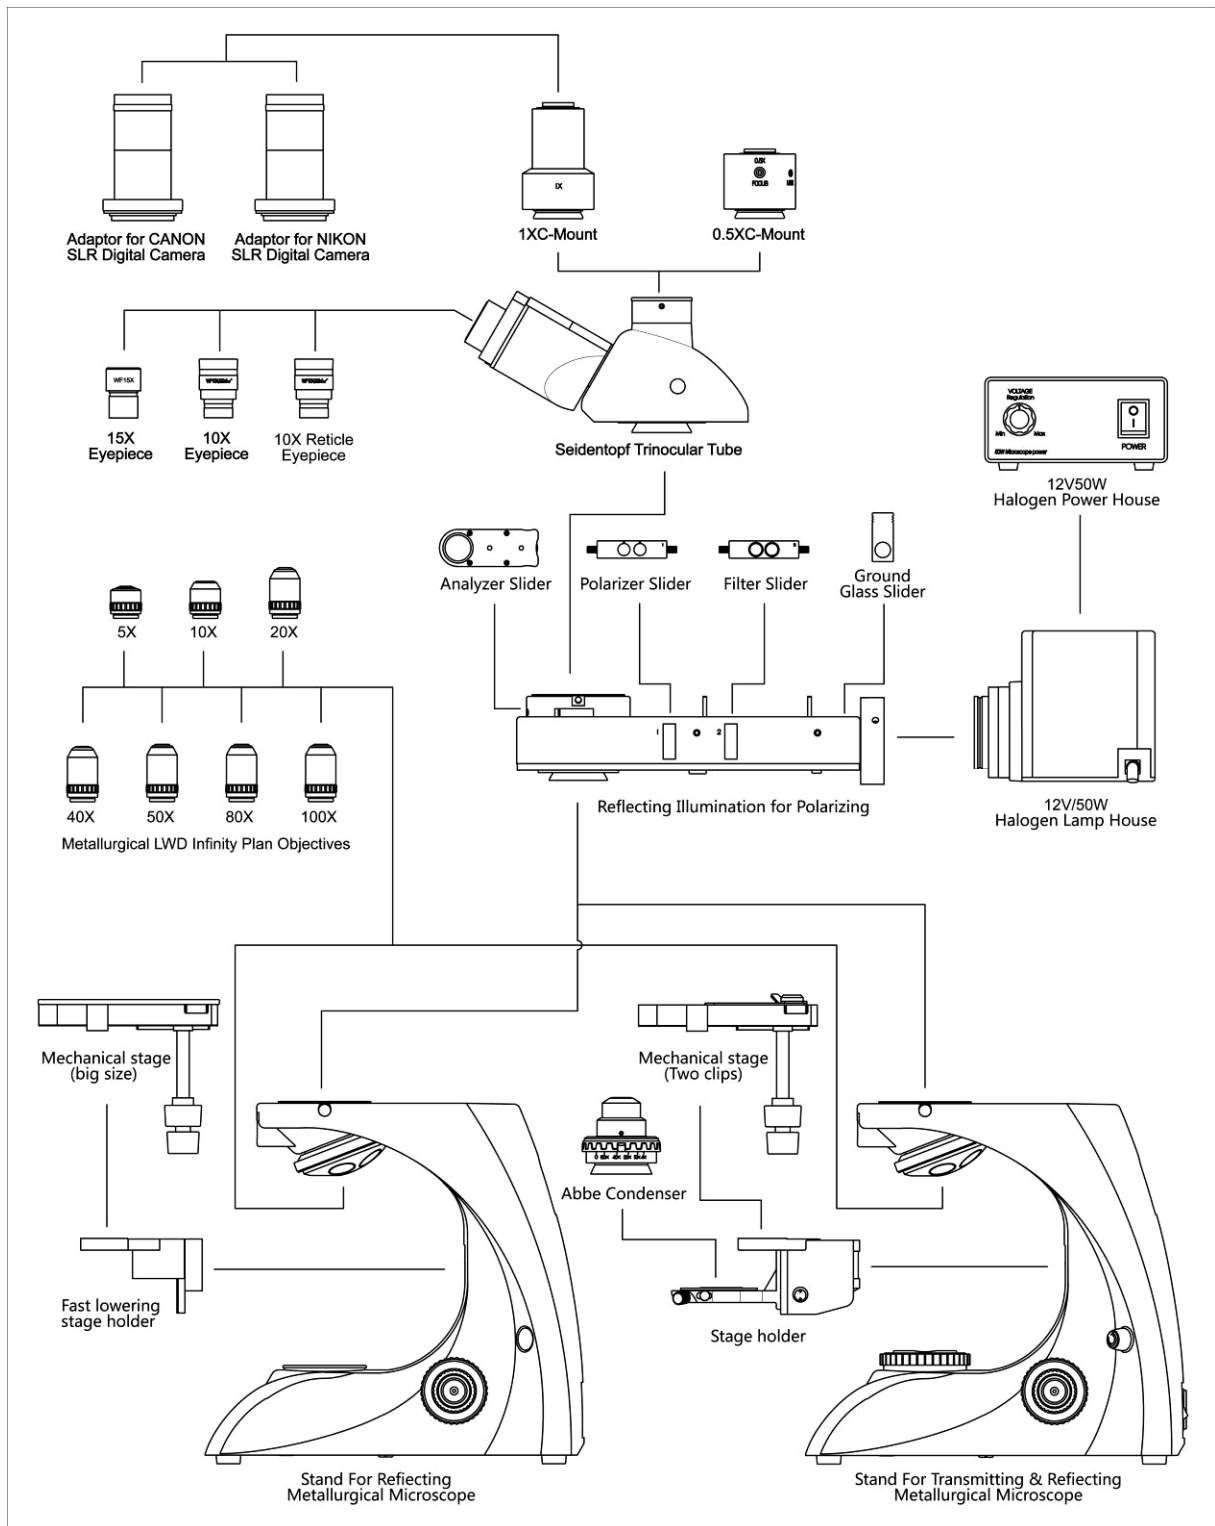 1X
0.5X
FOCUS
Adaptor for CANON
SLR Digital Camera
Adaptor for NIKON
SLR Digital Camera
1XC-Mount
0.5XC-Mount
WF15X
15X
Eyepiece
10X
Eyepiece
10X Reticle
Eyepiece
Seidentopf Trinocular Tube
VOLTAGE
Regulation
Min
Max
POWER
50W Microscope power
12V50W
Halogen Power House
Analyzer Slider
Polarizer Slider
Filter Slider
Ground
Glass Slider
5X
10X
20X
1
2
40X
50X
80X
100X
Metallurgical LWD Infinity Plan Objectives
Reflecting Illumination for Polarizing
12V/50W
Halogen Lamp House
Mechanical stage
(big size)
Mechanical stage
(Two clips)
Abbe Condenser
Fast lowering
stage holder
Stage holder
Stand For Reflecting
Metallurgical Microscope
Stand For Transmitting & Reflecting
Metallurgical Microscope